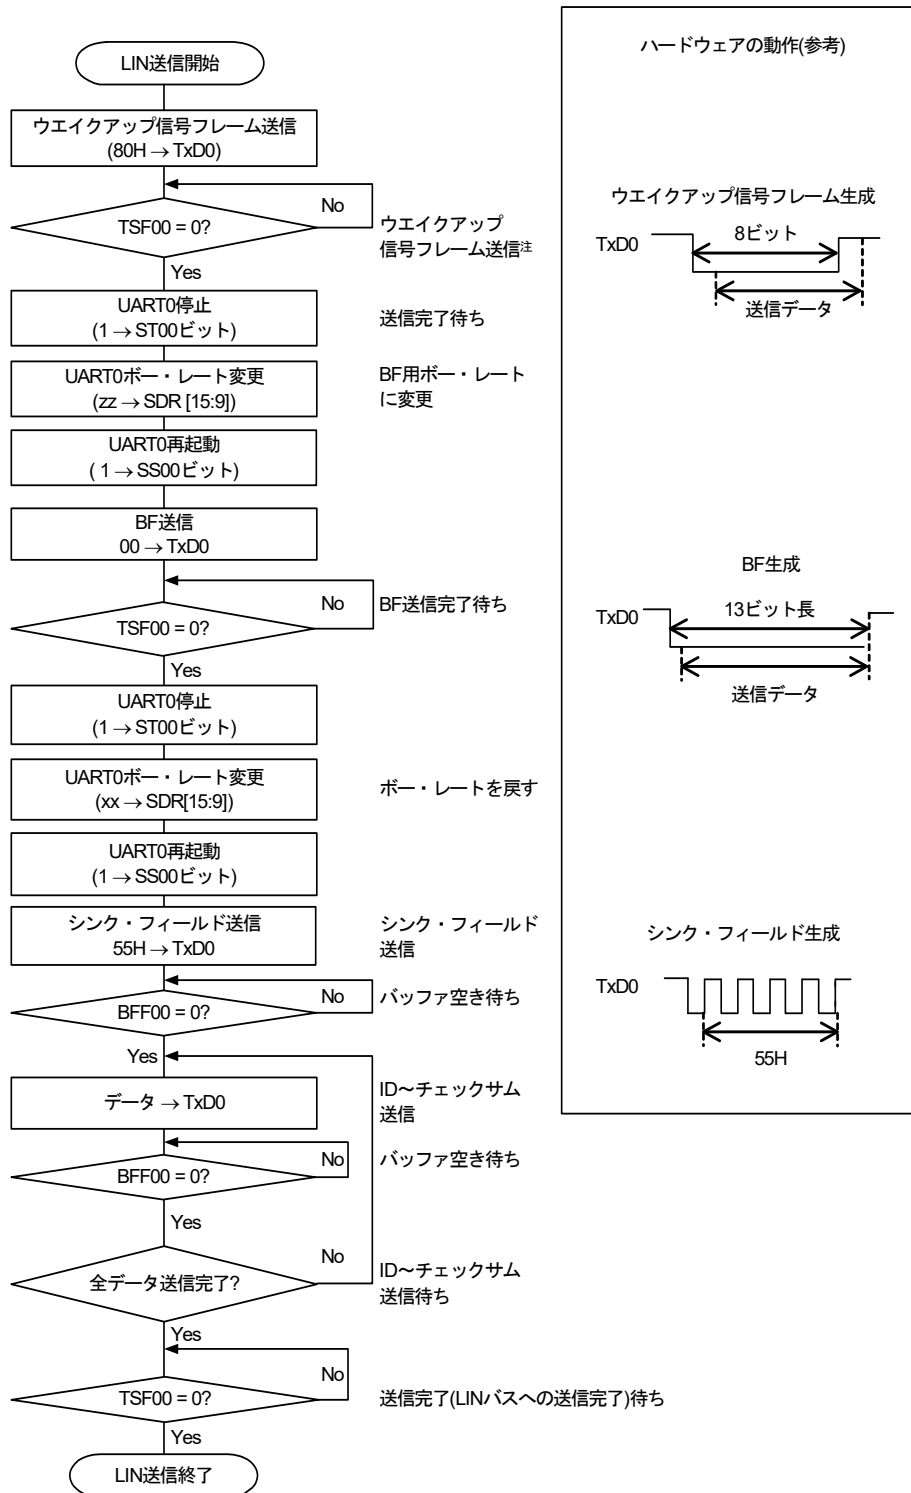 LIN送信開始
ウエイクアップ信号フレーム送信
(80H → TxD0)
TSF00 = 0?
No
Yes
ウエイクアップ
信号フレーム送信注
UART0停止
(1 → ST00ビット)
送信完了待ち
UART0ボー・レート変更
(zz → SDR [15:9])
BF用ボー・レート
に変更
UART0再起動
( 1 → SS00ビット)
BF送信
00 → TxD0
TSF00 = 0?
No
Yes
BF送信完了待ち
UART0停止
(1 → ST00ビット)
UART0ボー・レート変更
(xx → SDR[15:9])
ボー・レートを戻す
UART0再起動
(1 → SS00ビット)
シンク・フィールド送信
55H → TxD0
シンク・フィールド
送信
BFF00 = 0?
No
Yes
バッファ空き待ち
データ → TxD0
ID～チェックサム
送信
BFF00 = 0?
No
Yes
バッファ空き待ち
全データ送信完了?
No
Yes
ID～チェックサム
送信待ち
TSF00 = 0?
No
Yes
送信完了(LINバスへの送信完了)待ち
LIN送信終了
ハードウェアの動作(参考)
ウエイクアップ信号フレーム生成
TxD0
8ビット
送信データ
BF生成
TxD0
13ビット長
送信データ
シンク・フィールド生成
TxD0
55H